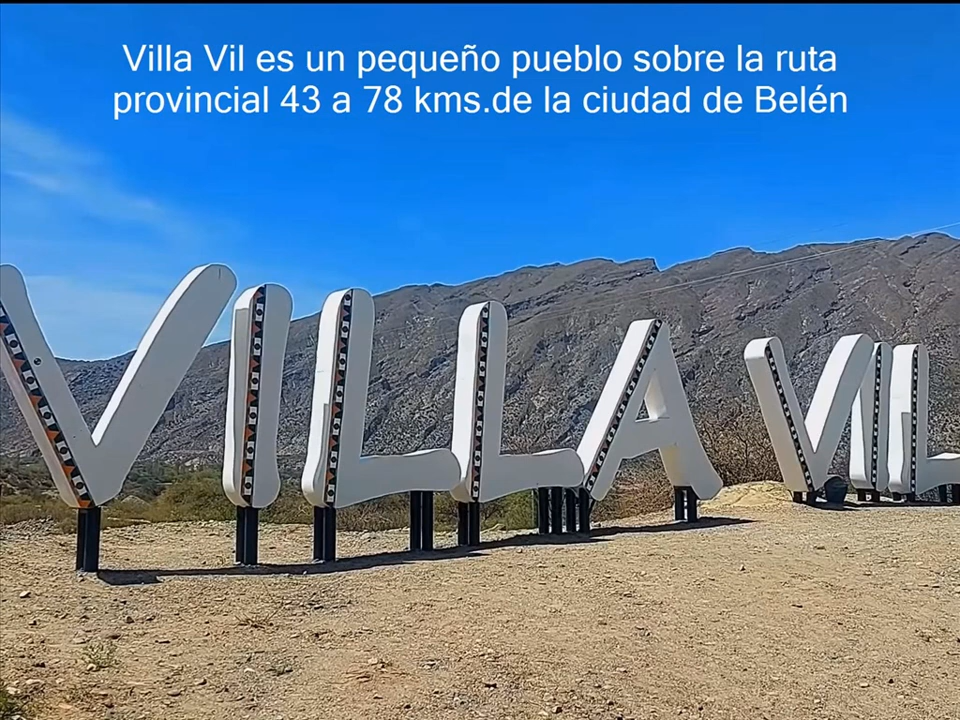 Villa Vil es un pequeño pueblo sobre la ruta
provincial 43 a 78 kms.de la ciudad de Belén
VILLA VIL